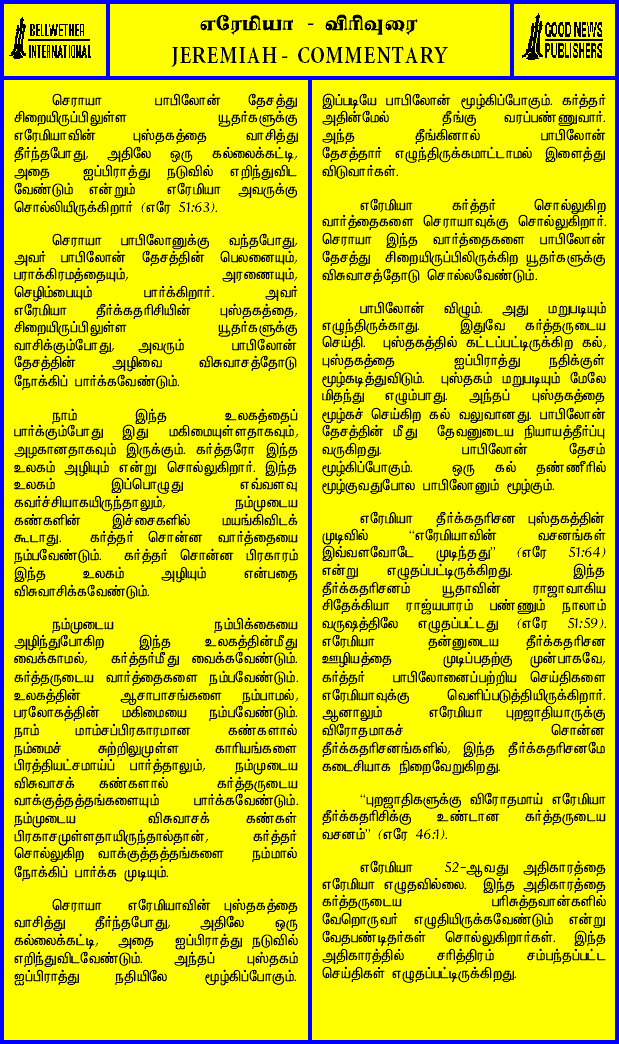 BELLWETHER
INTERNATIONAL
எரேமியா - விரிவுரை
JEREMIAH - COMMENTARY
GOOD NEWS
PUBLISHERS
செராயா பாபிலோன் தேசத்து
சிறையிருப்பிலுள்ள யூதர்களுக்கு
எரேமியாவின் புஸ்தகத்தை வாசித்து
தீர்ந்தபோது, அதிலே ஒரு கல்லைக்கட்டி,
அதை ஐப்பிராத்து நடுவில் எறிந்துவிட
வேண்டும் என்றும் எரேமியா அவருக்கு
சொல்லியிருக்கிறார் (எரே 51:63).
செராயா பாபிலோனுக்கு வந்தபோது,
அவர் பாபிலோன் தேசத்தின் பெலனையும்,
பராக்கிரமத்தையும், அரணையும்,
செழிம்பையும் பார்க்கிறார். அவர்
எரேமியா தீர்க்கதரிசியின் புஸ்தகத்தை,
சிறையிருப்பிலுள்ள யூதர்களுக்கு
வாசிக்கும்போது, அவரும் பாபிலோன்
தேசத்தின் அழிவை விசுவாசத்தோடு
நோக்கிப் பார்க்கவேண்டும்.
நாம் இந்த உலகத்தைப்
பார்க்கும்போது இது மகிமையுள்ளதாகவும்,
அழகானதாகவும் இருக்கும். கர்த்தரோ இந்த
உலகம் அழியும் என்று சொல்லுகிறார். இந்த
உலகம் இப்பொழுது எவ்வளவு
கவர்ச்சியாகயிருந்தாலும், நம்முடைய
கண்களின் இச்சைகளில் மயங்கிவிடக்
கூடாது. கர்த்தர் சொன்ன வார்த்தையை
நம்பவேண்டும். கர்த்தர் சொன்ன பிரகாரம்
இந்த உலகம் அழியும் என்பதை
விசுவாசிக்கவேண்டும்.
நம்முடைய நம்பிக்கையை
அழிந்துபோகிற இந்த உலகத்தின்மீது
வைக்காமல், கர்த்தர்மீது வைக்கவேண்டும்.
கர்த்தருடைய வார்த்தைகளை நம்பவேண்டும்.
உலகத்தின் ஆசாபாசங்களை நம்பாமல்,
பரலோகத்தின் மகிமையை நம்பவேண்டும்.
நாம் மாம்சப்பிரகாரமான கண்களால்
நம்மைச் சுற்றிலுமுள்ள காரியங்களை
பிரத்தியட்சமாய்ப் பார்த்தாலும், நம்முடைய
விசுவாசக் கண்களால் கர்த்தருடைய
வாக்குத்தத்தங்களையும் பார்க்கவேண்டும்.
நம்முடைய விசுவாசக் கண்கள்
பிரகாசமுள்ளதாயிருந்தால்தான், கர்த்தர்
சொல்லுகிற வாக்குத்தத்தங்களை நம்மால்
நோக்கிப் பார்க்க முடியும்.
செராயா எரேமியாவின் புஸ்தகத்தை
வாசித்து தீர்ந்தபோது, அதிலே ஒரு
கல்லைக்கட்டி, அதை ஐப்பிராத்து நடுவில்
எறிந்துவிடவேண்டும். அந்தப் புஸ்தகம்
ஐப்பிராத்து நதியிலே மூழ்கிப்போகும்.
இப்படியே பாபிலோன் மூழ்கிப்போகும். கர்த்தர்
அதின்மேல் தீங்கு வரப்பண்ணுவார்.
அந்த தீங்கினால் பாபிலோன்
தேசத்தார் எழுந்திருக்கமாட்டாமல் இளைத்து
விடுவார்கள்.
எரேமியா கர்த்தர் சொல்லுகிற
வார்த்தைகளை செராயாவுக்கு சொல்லுகிறார்.
செராயா இந்த வார்த்தைகளை பாபிலோன்
தேசத்து சிறையிருப்பிலிருக்கிற யூதர்களுக்கு
விசுவாசத்தோடு சொல்லவேண்டும்.
பாபிலோன் விழும். அது மறுபடியும்
எழுந்திருக்காது. இதுவே கர்த்தருடைய
செய்தி. புஸ்தகத்தில் கட்டப்பட்டிருக்கிற கல்,
புஸ்தகத்தை ஐப்பிராத்து நதிக்குள்
மூழ்கடித்துவிடும். புஸ்தகம் மறுபடியும் மேலே
மிதந்து எழும்பாது. அந்தப் புஸ்தகத்தை
மூழ்கச் செய்கிற கல் வலுவானது. பாபிலோன்
தேசத்தின் மீது தேவனுடைய நியாயத்தீர்ப்பு
வருகிறது. பாபிலோன் தேசம்
மூழ்கிப்போகும். ஒரு கல் தண்ணீரில்
மூழ்குவதுபோல பாபிலோனும் மூழ்கும்.
எரேமியா தீர்க்கதரிசன புஸ்தகத்தின்
முடிவில் "எரேமியாவின் வசனங்கள்
இவ்வளவோடே முடிந்தது" (எரே 51:64)
என்று எழுதப்பட்டிருக்கிறது. இந்த
தீர்க்கதரிசனம் யூதாவின் ராஜாவாகிய
சிதேக்கியா ராஜ்யபாரம் பண்ணும் நாலாம்
வருஷத்திலே எழுதப்பட்டது (எரே 51:59).
எரேமியா தன்னுடைய தீர்க்கதரிசன
ஊழியத்தை முடிப்பதற்கு முன்பாகவே,
கர்த்தர் பாபிலோனைப்பற்றிய செய்திகளை
எரேமியாவுக்கு வெளிப்படுத்தியிருக்கிறார்.
ஆனாலும் எரேமியா புறஜாதியாருக்கு
விரோதமாகச் சொன்ன
தீர்க்கதரிசனங்களில், இந்த தீர்க்கதரிசனமே
கடைசியாக நிறைவேறுகிறது.
"புறஜாதிகளுக்கு விரோதமாய் எரேமியா
தீர்க்கதரிசிக்கு உண்டான கர்த்தருடைய
வசனம்" (எரே 46:1).
எரேமியா 52-ஆவது அதிகாரத்தை
எரேமியா எழுதவில்லை. இந்த அதிகாரத்தை
கர்த்தருடைய பரிசுத்தவான்களில்
வேறொருவர் எழுதியிருக்கவேண்டும் என்று
வேதபண்டிதர்கள் சொல்லுகிறார்கள். இந்த
அதிகாரத்தில் சரித்திரம் சம்பந்தப்பட்ட
செய்திகள் எழுதப்பட்டிருக்கிறது.